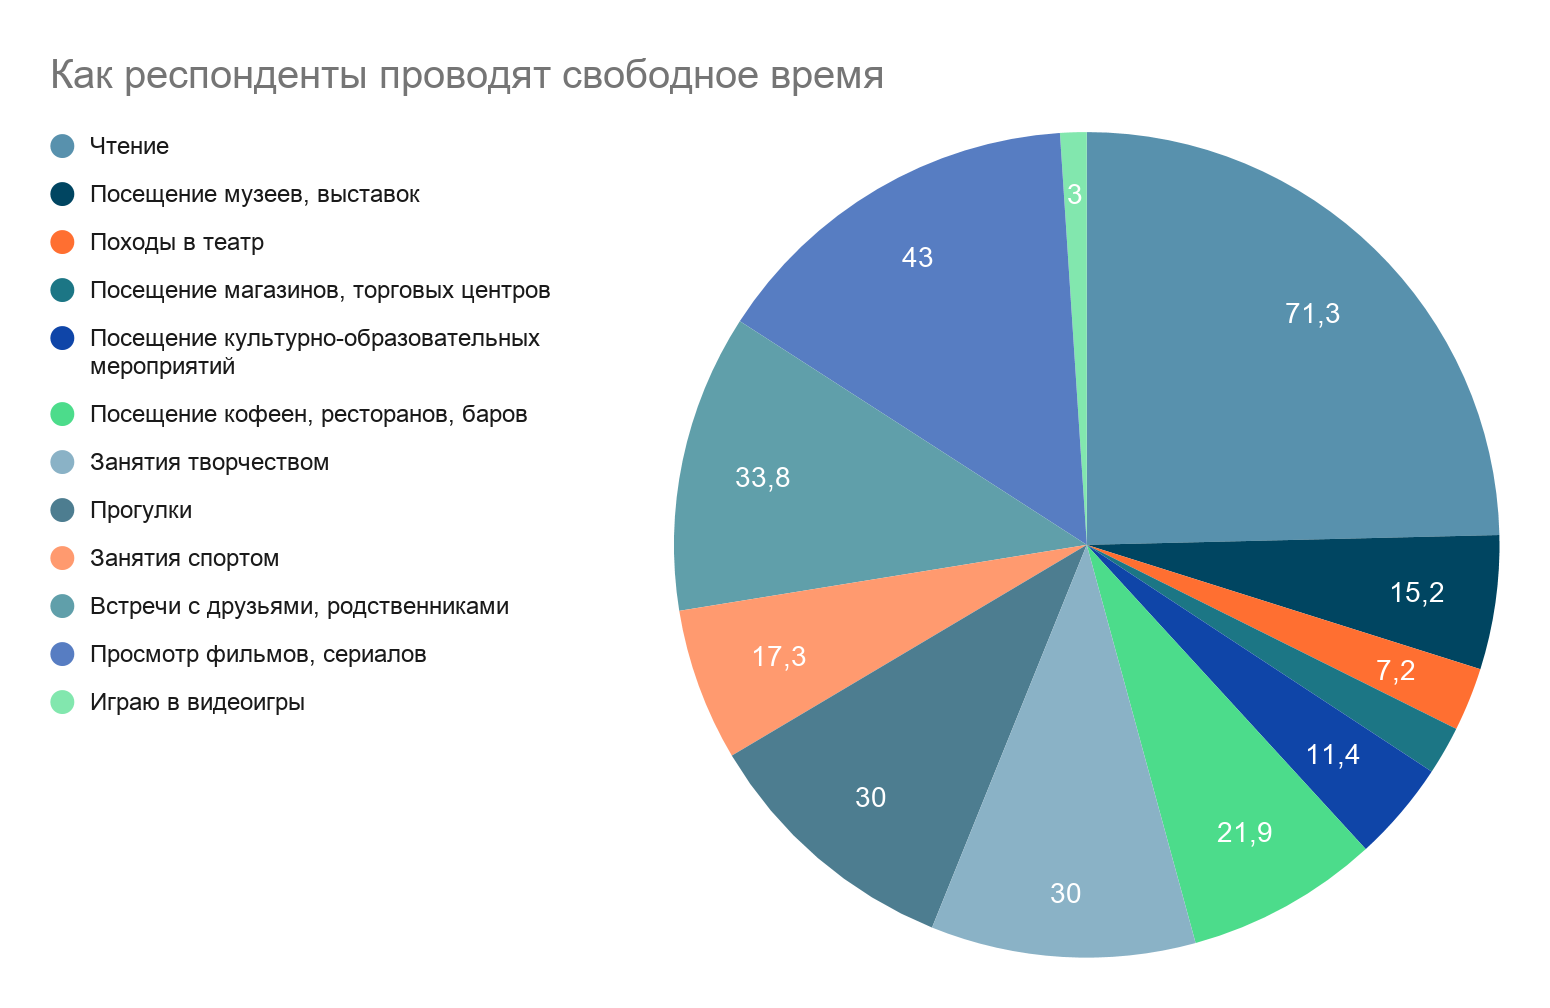 Как респонденты проводят свободное время
Чтение
Посещение музеев, выставок
Походы в театр
Посещение магазинов, торговых центров
Посещение культурно-образовательных
мероприятий
Посещение кофеен, ресторанов, баров
Занятия творчеством
Прогулки
Занятия спортом
Встречи с друзьями, родственниками
Просмотр фильмов, сериалов
Играю в видеоигры
3
43
71,3
33,8
15,2
17,3
7,2
11,4
30
21,9
30